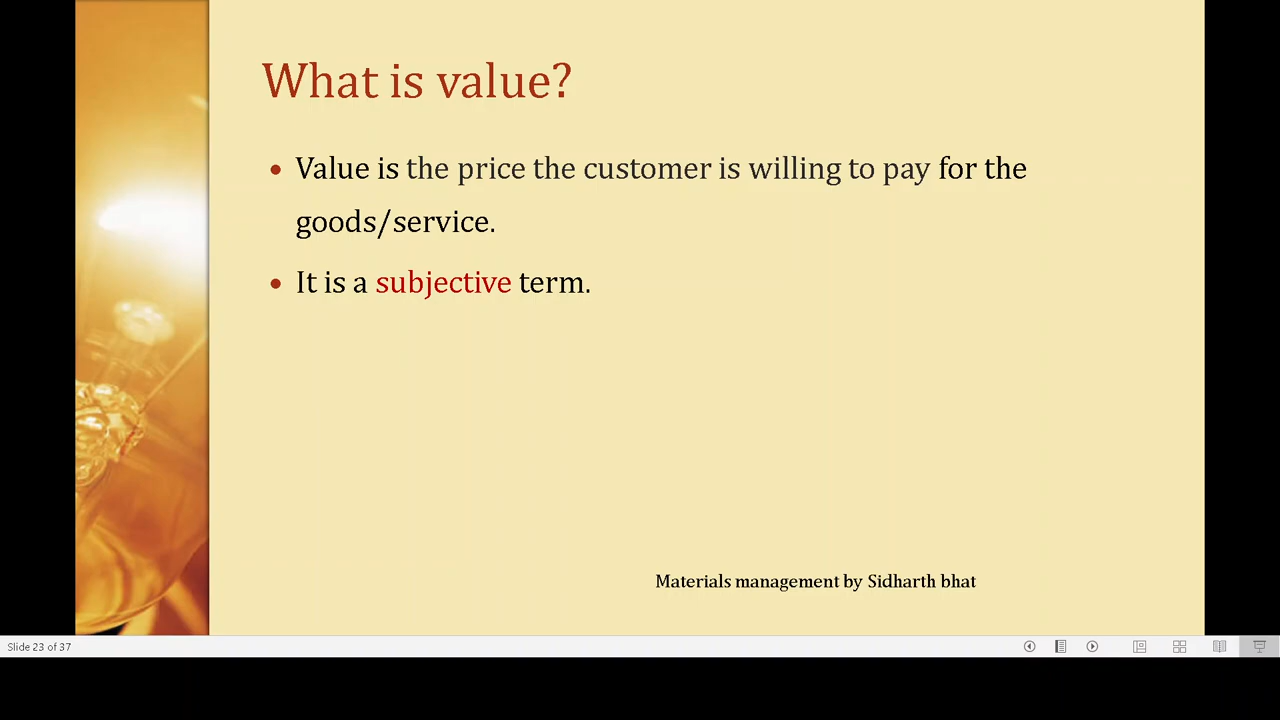 What is value?
• Value is the price the customer is willing to pay for the
goods/service.
• It is a subjective term.
Materials management by Sidharth bhat
Slide 23 of 37